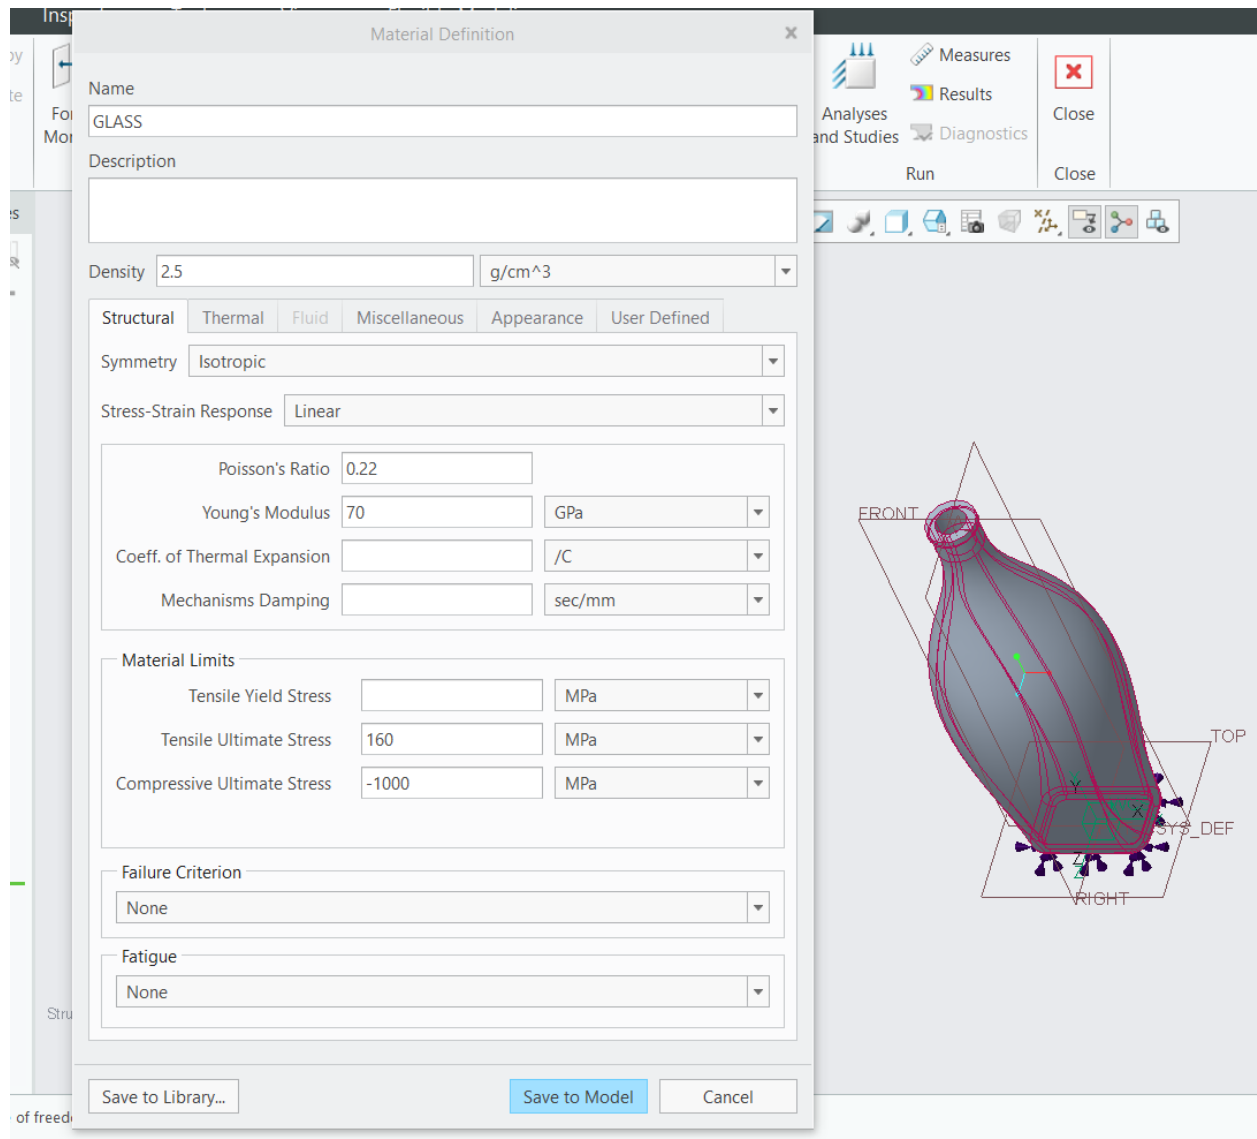 Material Definition
Name
GLASS
Description
Density 2.5 g/cm^3
Structural Thermal Fluid Miscellaneous Appearance User Defined
Symmetry Isotropic
Stress-Strain Response Linear
Poisson's Ratio 0.22
Young's Modulus 70 GPa
Coeff. of Thermal Expansion /C
Mechanisms Damping sec/mm
Material Limits
Tensile Yield Stress MPa
Tensile Ultimate Stress 160 MPa
Compressive Ultimate Stress -1000 MPa
Failure Criterion
None
Fatigue
None
Save to Library... Save to Model Cancel
of freed
Analyses
and Studies
Measures
Results
Diagnostics
Run
Close
Close
FRONT
TOP
Y
X
SYS_DEF
Z
Z
RIGHT